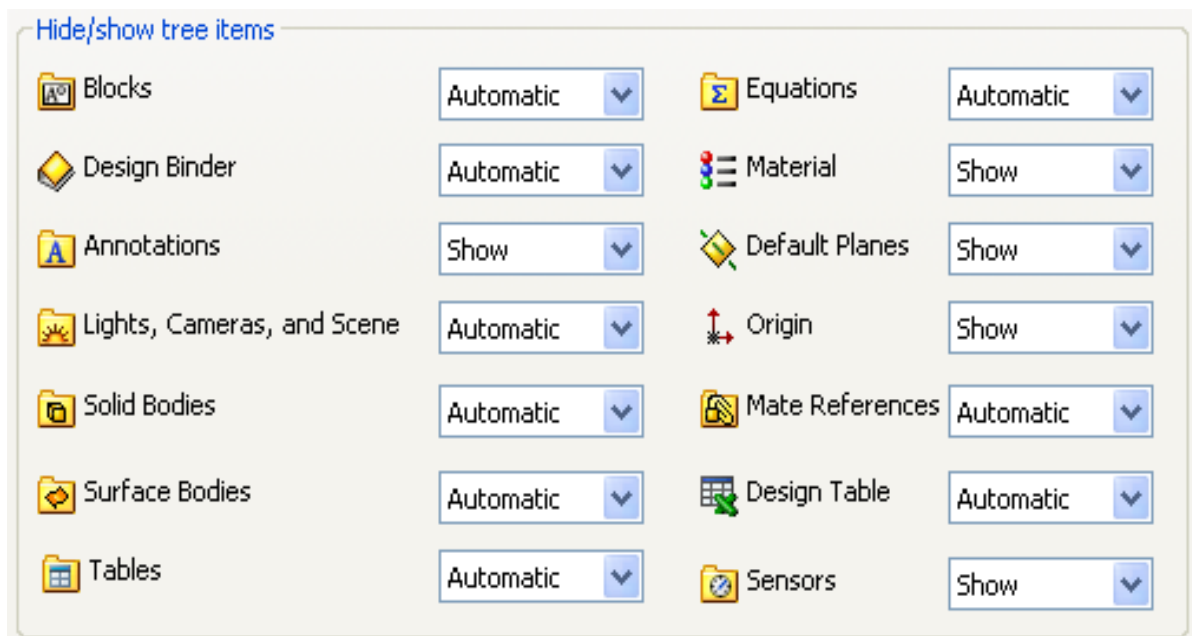 Hide/show tree items
Blocks Automatic Equations Automatic
Design Binder Automatic Material Show
Annotations Show Default Planes Show
Lights, Cameras, and Scene Automatic Origin Show
Solid Bodies Automatic Mate References Automatic
Surface Bodies Automatic Design Table Automatic
Tables Automatic Sensors Show